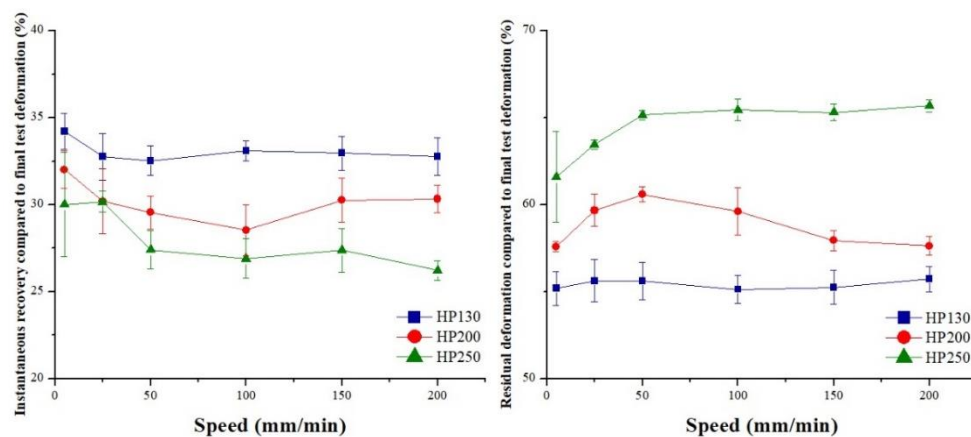 Instantaneous recovery compared to final test deformation (%)
40
35
30
25
20
0
50
100
150
200
Speed (mm/min)
HP130
HP200
HP250
Residual deformation compared to final test deformation (%)
70
60
50
0
50
100
150
200
Speed (mm/min)
HP130
HP200
HP250